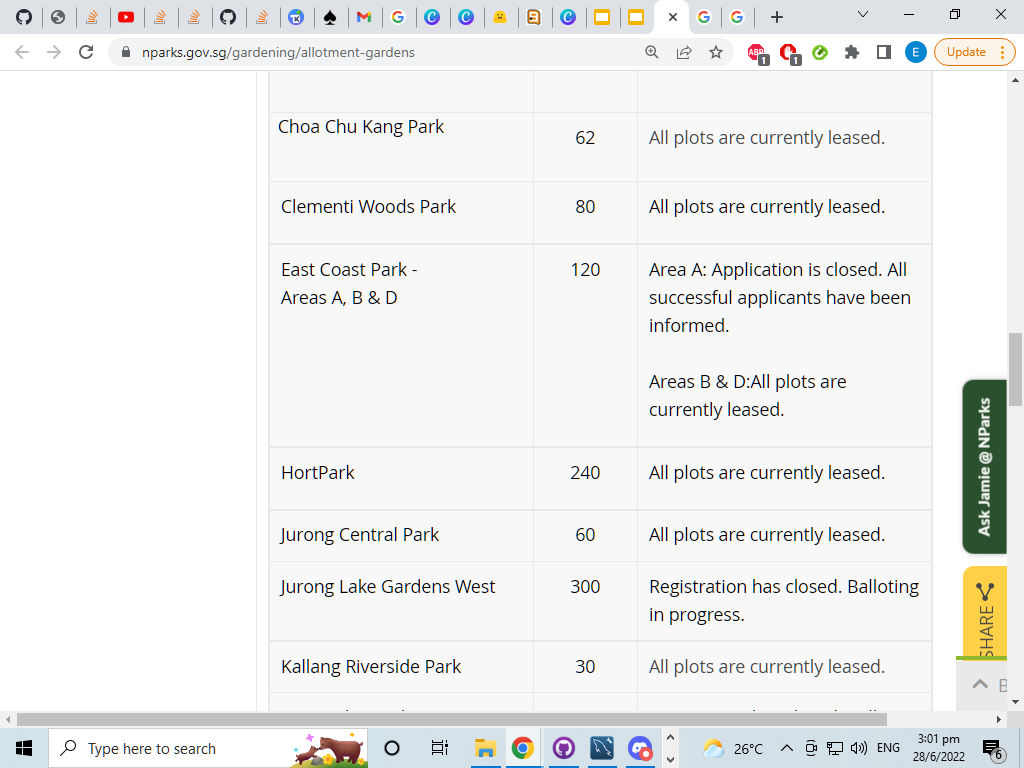 nparks.gov.sg/gardening/allotment-gardens
ABP
1
1
E
Update
Choa Chu Kang Park
62
All plots are currently leased.
Clementi Woods Park
80
All plots are currently leased.
East Coast Park -
Areas A, B & D
120
Area A: Application is closed. All
successful applicants have been
informed.
Areas B & D:All plots are
currently leased.
HortPark
240
All plots are currently leased.
Jurong Central Park
60
All plots are currently leased.
Jurong Lake Gardens West
300
Registration has closed. Balloting
in progress.
Kallang Riverside Park
30
All plots are currently leased.
Ask Jamie @ NParks
SHARE
B
Type here to search
26°C
ENG
3:01 pm
28/6/2022
6